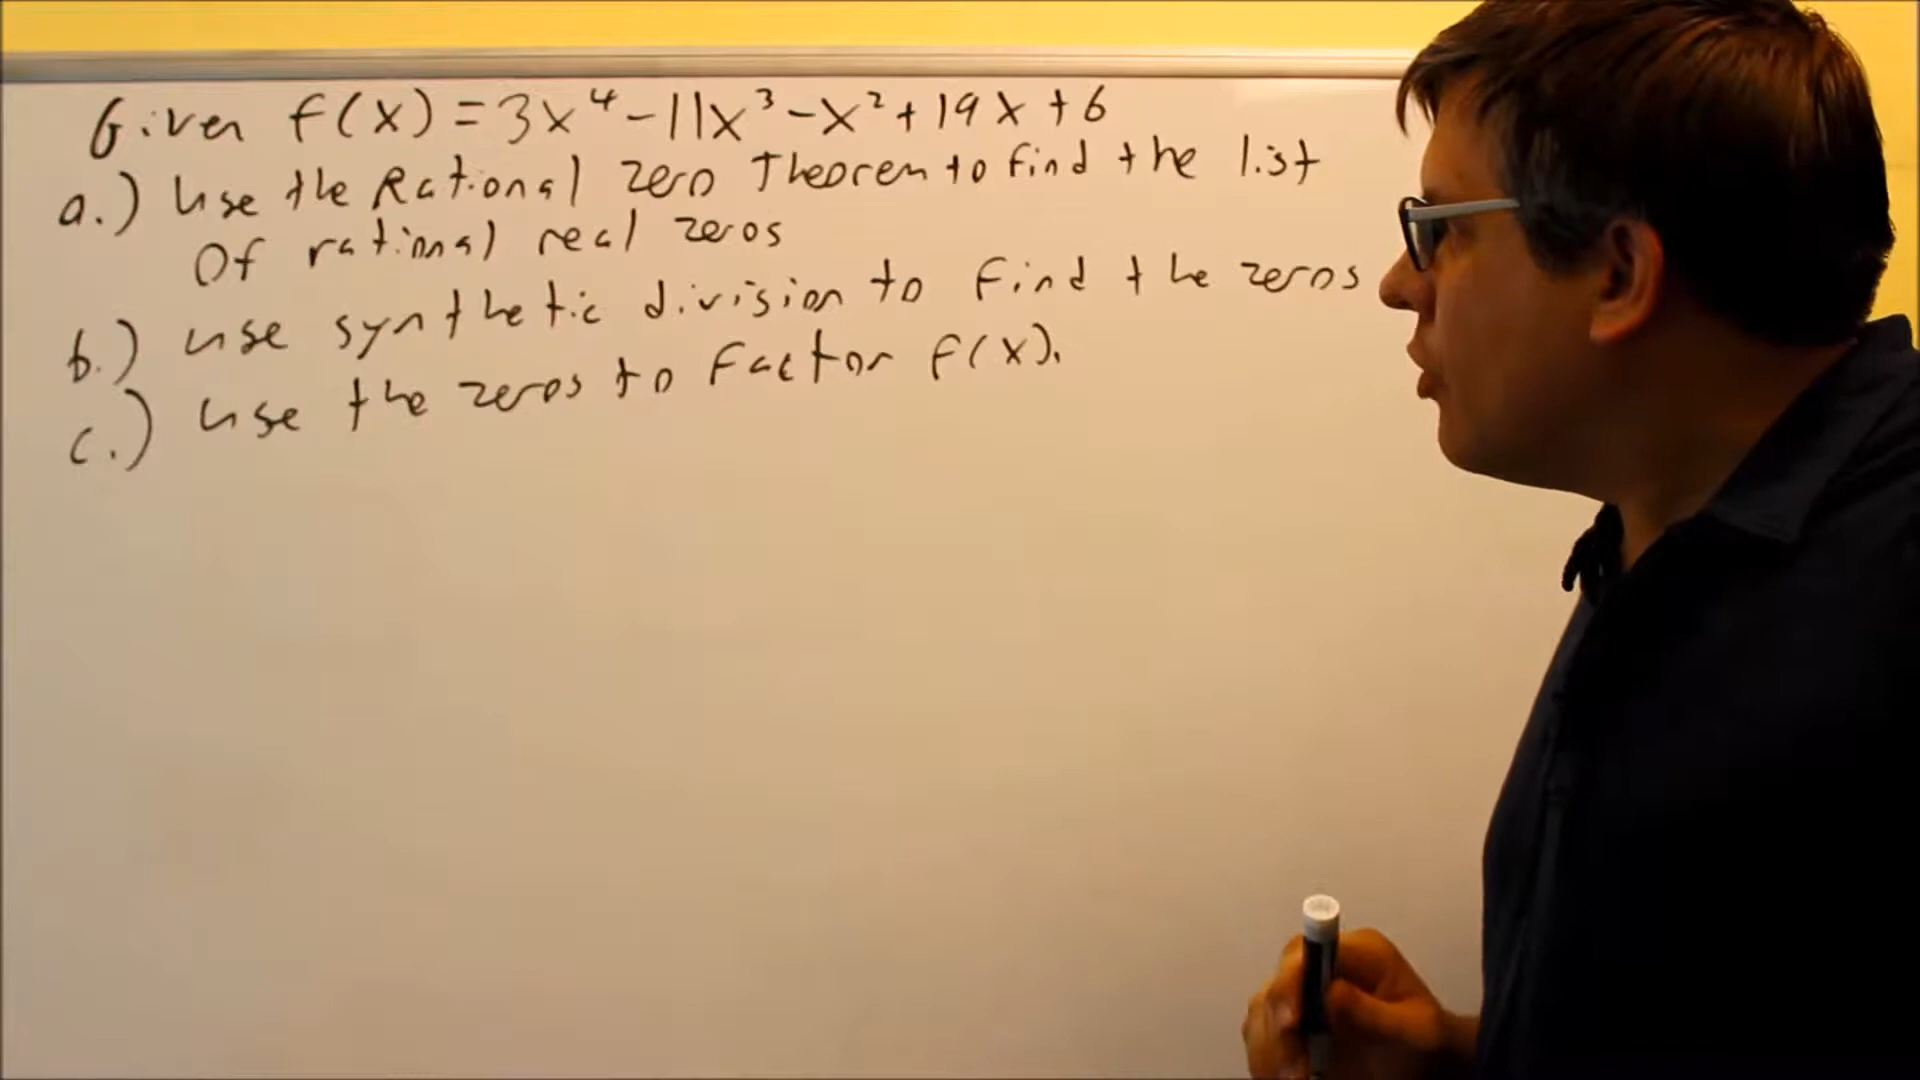 Given f(x) = 3x⁴ - 11x³ - x² + 19x + 6
a.) Use the Rational zero Theorem to find the list
of rational real zeros
b.) use synthetic division to find the zeros
c.) use the zeros to factor f(x).